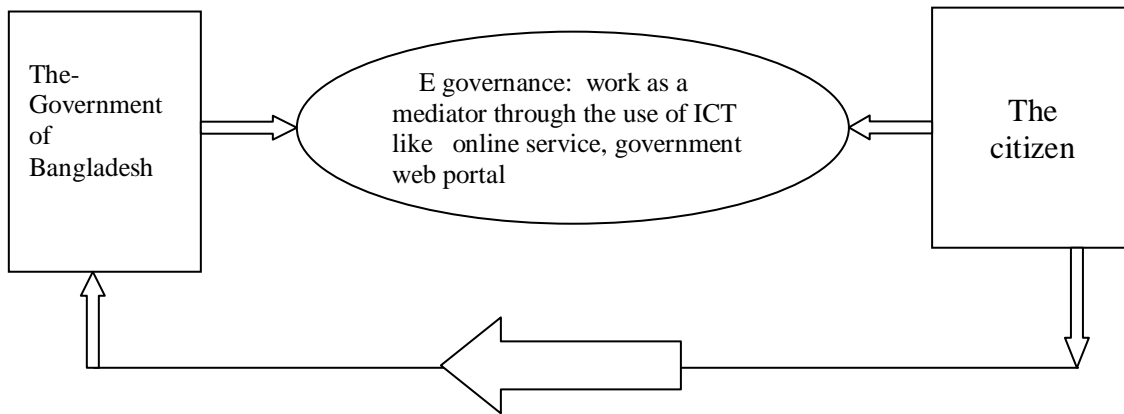 The-
Government
of
Bangladesh
E governance: work as a
mediator through the use of ICT
like online service, government
web portal
The
citizen